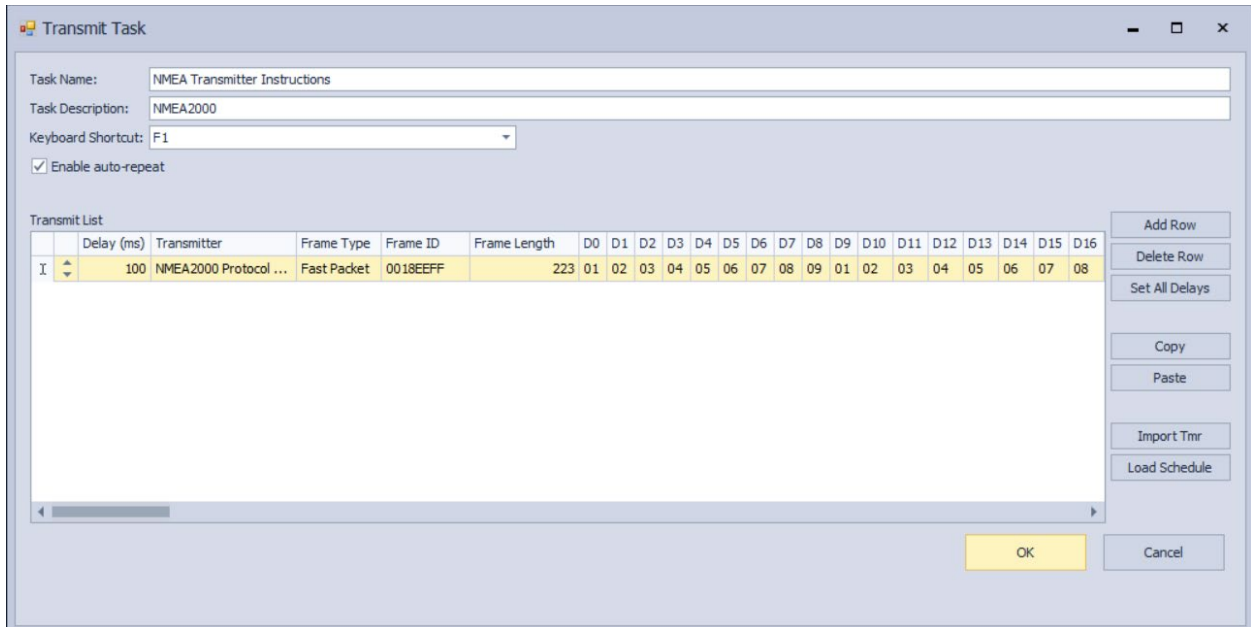 Transmit Task
Task Name: NMEA Transmitter Instructions
Task Description: NMEA2000
Keyboard Shortcut: F1
Enable auto-repeat
Transmit List
Delay (ms) Transmitter Frame Type Frame ID Frame Length D0 D1 D2 D3 D4 D5 D6 D7 D8 D9 D10 D11 D12 D13 D14 D15 D16
100 NMEA2000 Protocol ... Fast Packet 0018EEFF 223 01 02 03 04 05 06 07 08 09 01 02 03 04 05 06 07 08
Add Row
Delete Row
Set All Delays
Copy
Paste
Import Tmr
Load Schedule
OK Cancel